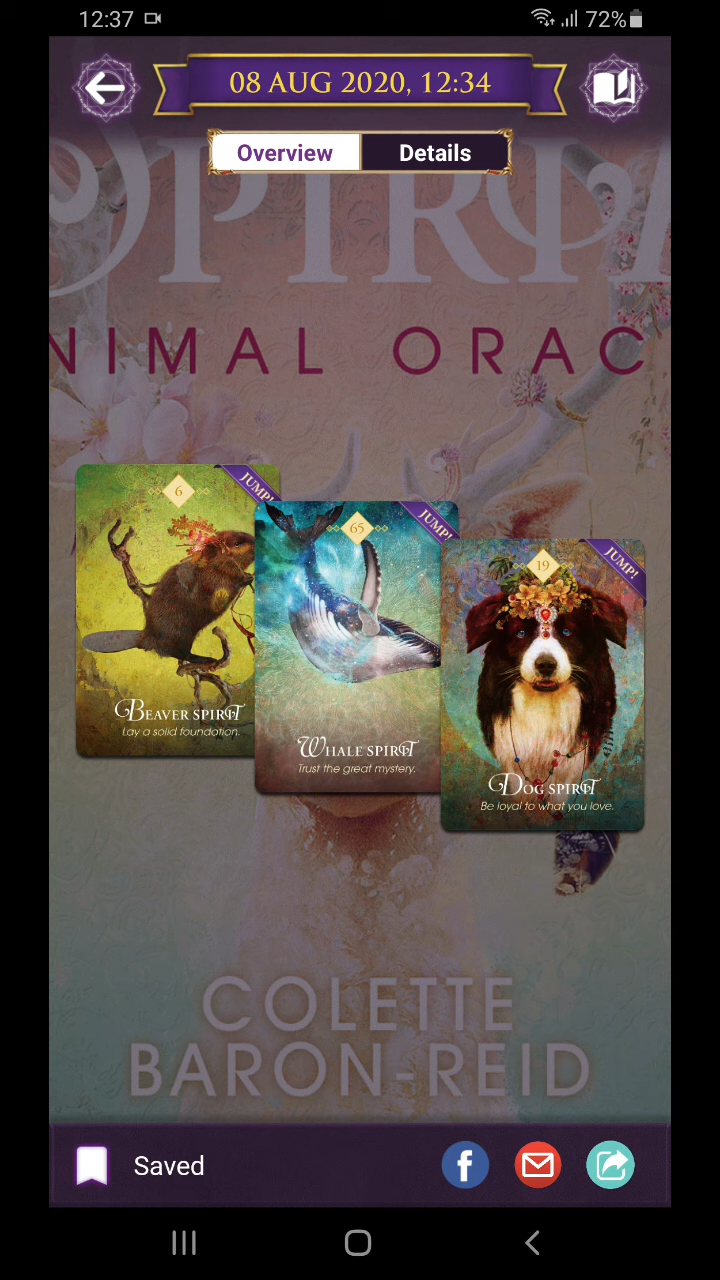 12:37
72%
08 AUG 2020, 12:34
Overview
Details
SPIRIT
NIMAL ORAC
6
JUMP!
BEAVER SPIRIT
Lay a solid foundation.
65
JUMP!
WHALE SPIRIT
Trust the great mystery.
19
JUMP!
DOG SPIRIT
Be loyal to what you love.
COLETTE
BARON-REID
Saved